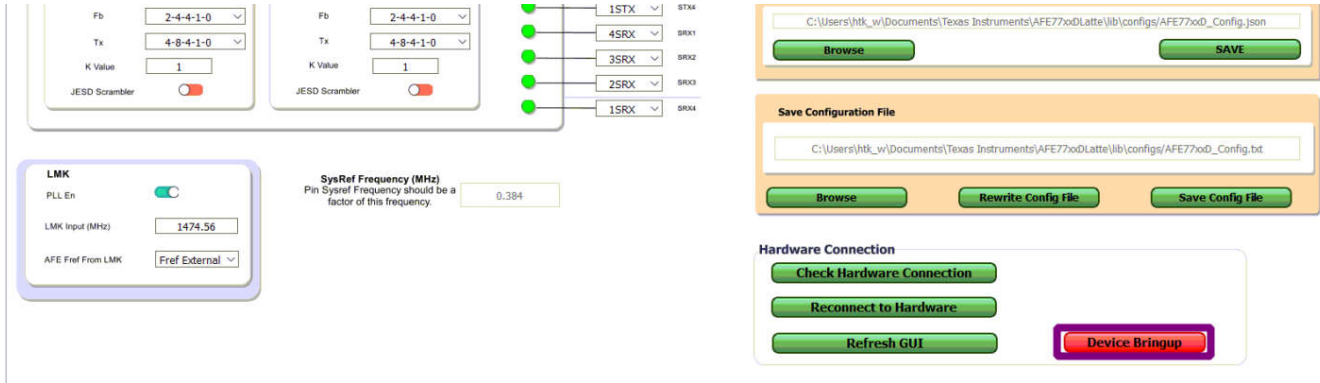 Fb 2-4-4-1-0 Fb 2-4-4-1-0
1STX STX4
Tx 4-8-4-1-0 Tx 4-8-4-1-0
4SRX SRX1
K Value 1 K Value 1
3SRX SRX2
JESD Scrambler JESD Scrambler
2SRX SRX3
1SRX SRX4
LMK
PLL En
LMK Input (MHz) 1474.56
AFE Fref From LMK Fref External
SysRef Frequency (MHz)
Pin Sysref Frequency should be a
factor of this frequency.
0.384
C:\Users\htk_w\Documents\Texas Instruments\AFE77xxDLatte\lib\configs/AFE77xxD_Config.json
Browse SAVE
Save Configuration File
C:\Users\htk_w\Documents\Texas Instruments\AFE77xxDLatte\lib\configs/AFE77xxD_Config.txt
Browse Rewrite Config File Save Config File
Hardware Connection
Check Hardware Connection
Reconnect to Hardware
Refresh GUI Device Bringup